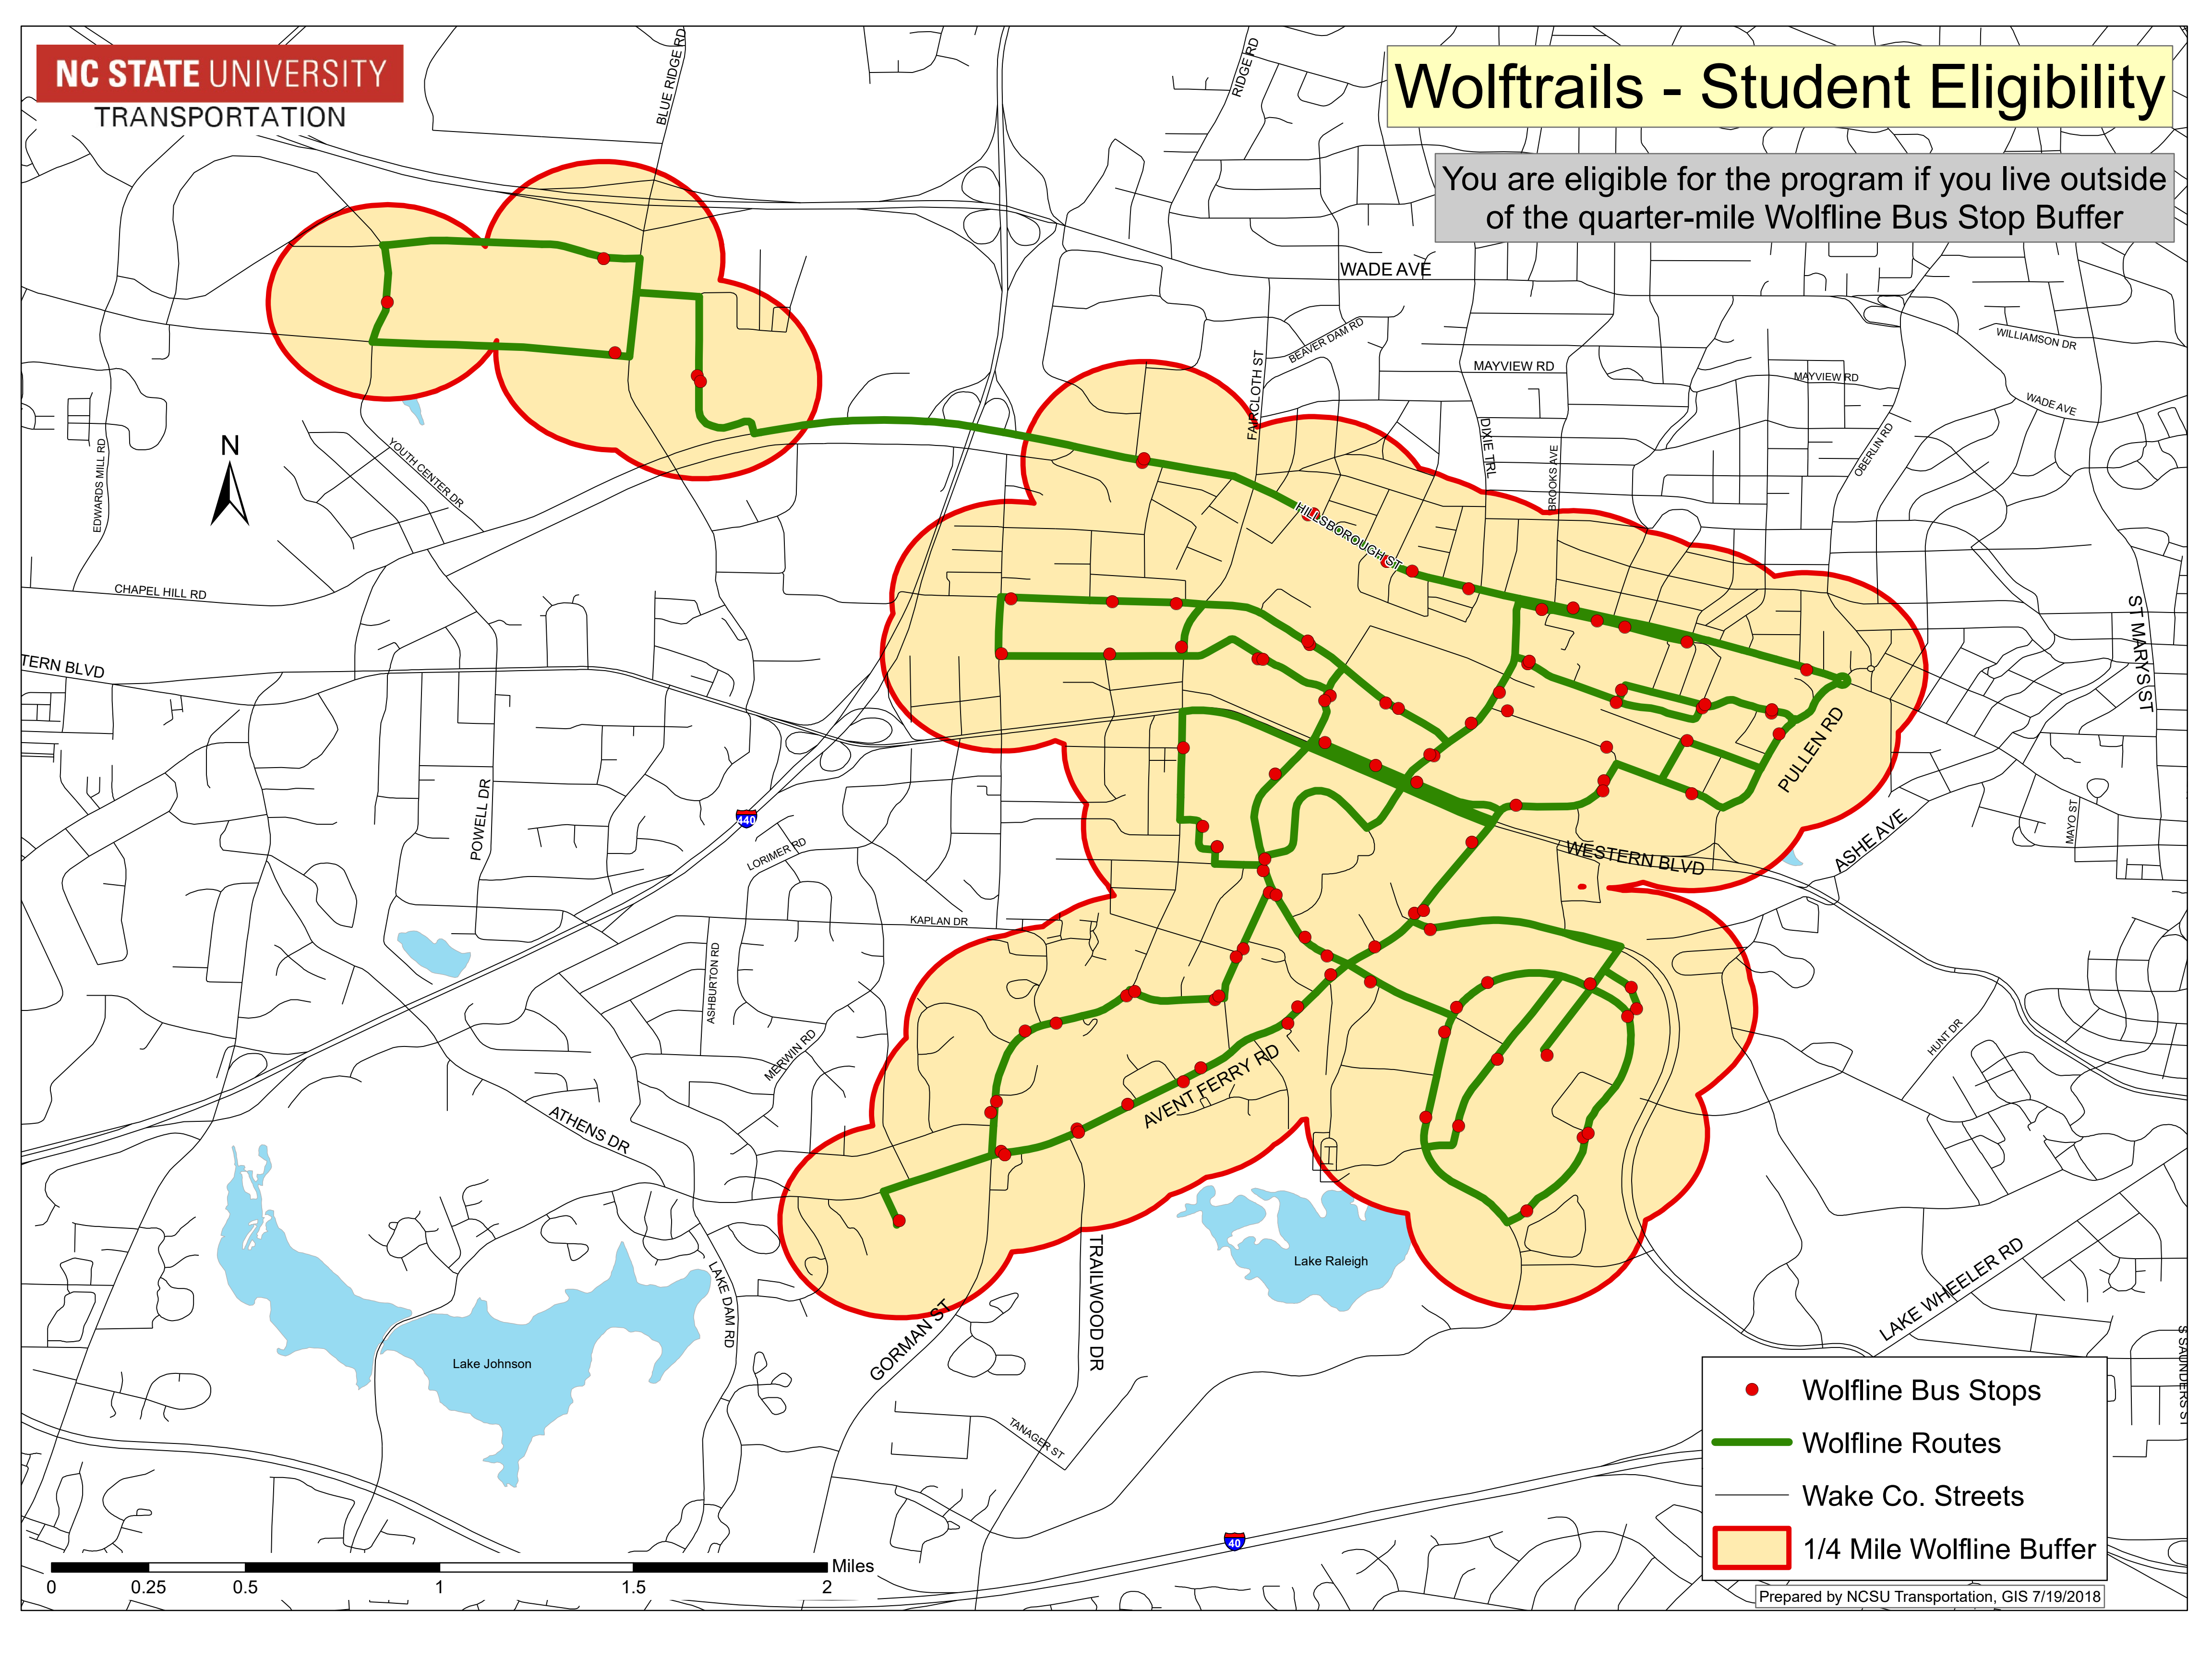 NC STATE UNIVERSITY
TRANSPORTATION
Wolftrails - Student Eligibility
You are eligible for the program if you live outside
of the quarter-mile Wolfline Bus Stop Buffer
BLUE RIDGE RD
RIDGE RD
WADE AVE
BEAVER DAM RD
FAIRCLOTH ST
MAYVIEW RD
MAYVIEW RD
WILLIAMSON DR
WADE AVE
DIXIE TRL
BROOKS AVE
OBERLIN RD
N
EDWARDS MILL RD
YOUTH CENTER DR
HILLSBOROUGH ST
CHAPEL HILL RD
ST MARYS ST
TERN BLVD
PULLEN RD
POWELL DR
440
LORIMER RD
WESTERN BLVD
ASHE AVE
MAYO ST
KAPLAN DR
ASHBURTON RD
MERWIN RD
HUNT DR
ATHENS DR
AVENT FERRY RD
LAKE DAM RD
TRAILWOOD DR
Lake Raleigh
LAKE WHEELER RD
GORMAN ST
Lake Johnson
S SAUNDERS ST
TANAGER ST
40
Wolfline Bus Stops
Wolfline Routes
Wake Co. Streets
1/4 Mile Wolfline Buffer
Miles
0 0.25 0.5 1 1.5 2
Prepared by NCSU Transportation, GIS 7/19/2018